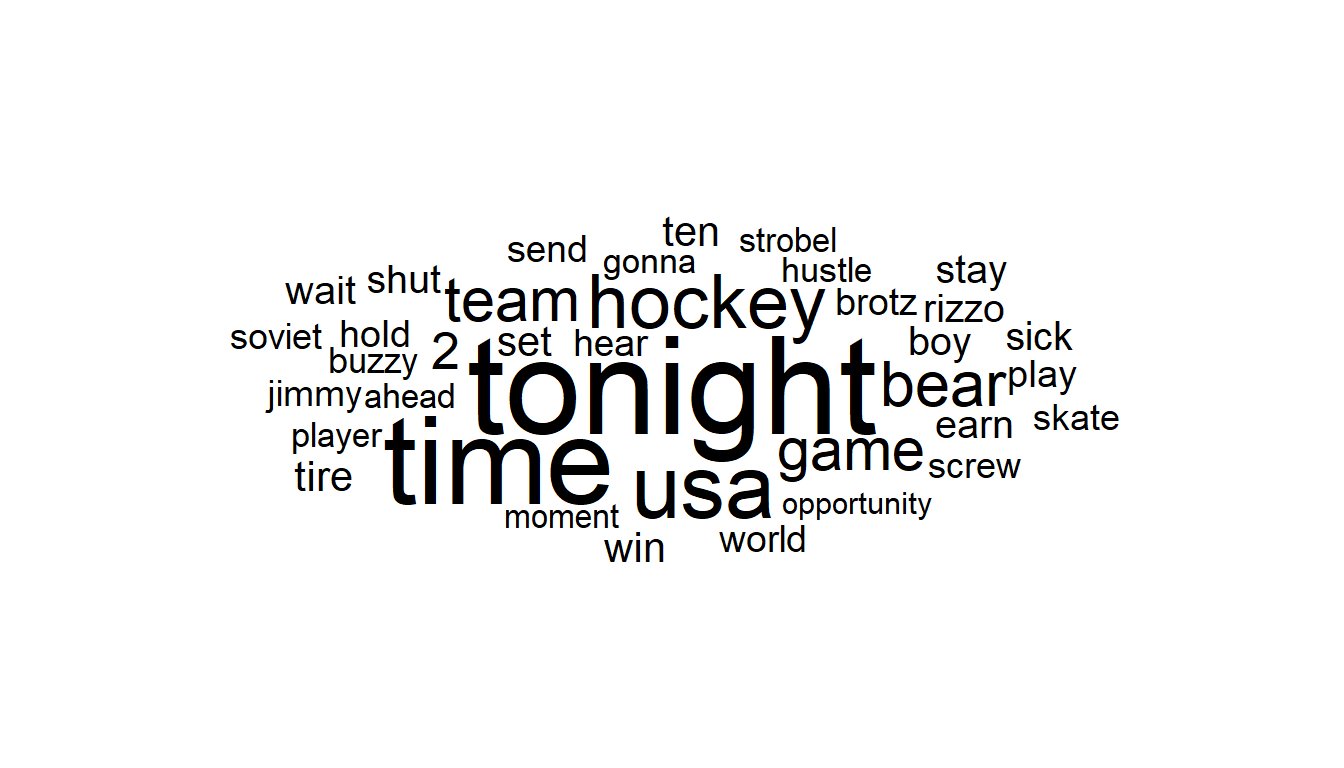 ten
strobel
send
gonna
hustle
stay
wait
shut
team
hockey
brotz
rizzo
soviet
hold
2
set
hear
boy
sick
buzzy
tonight
bear
play
jimmy
ahead
time
game
earn
skate
player
usa
screw
tire
moment
opportunity
win
world